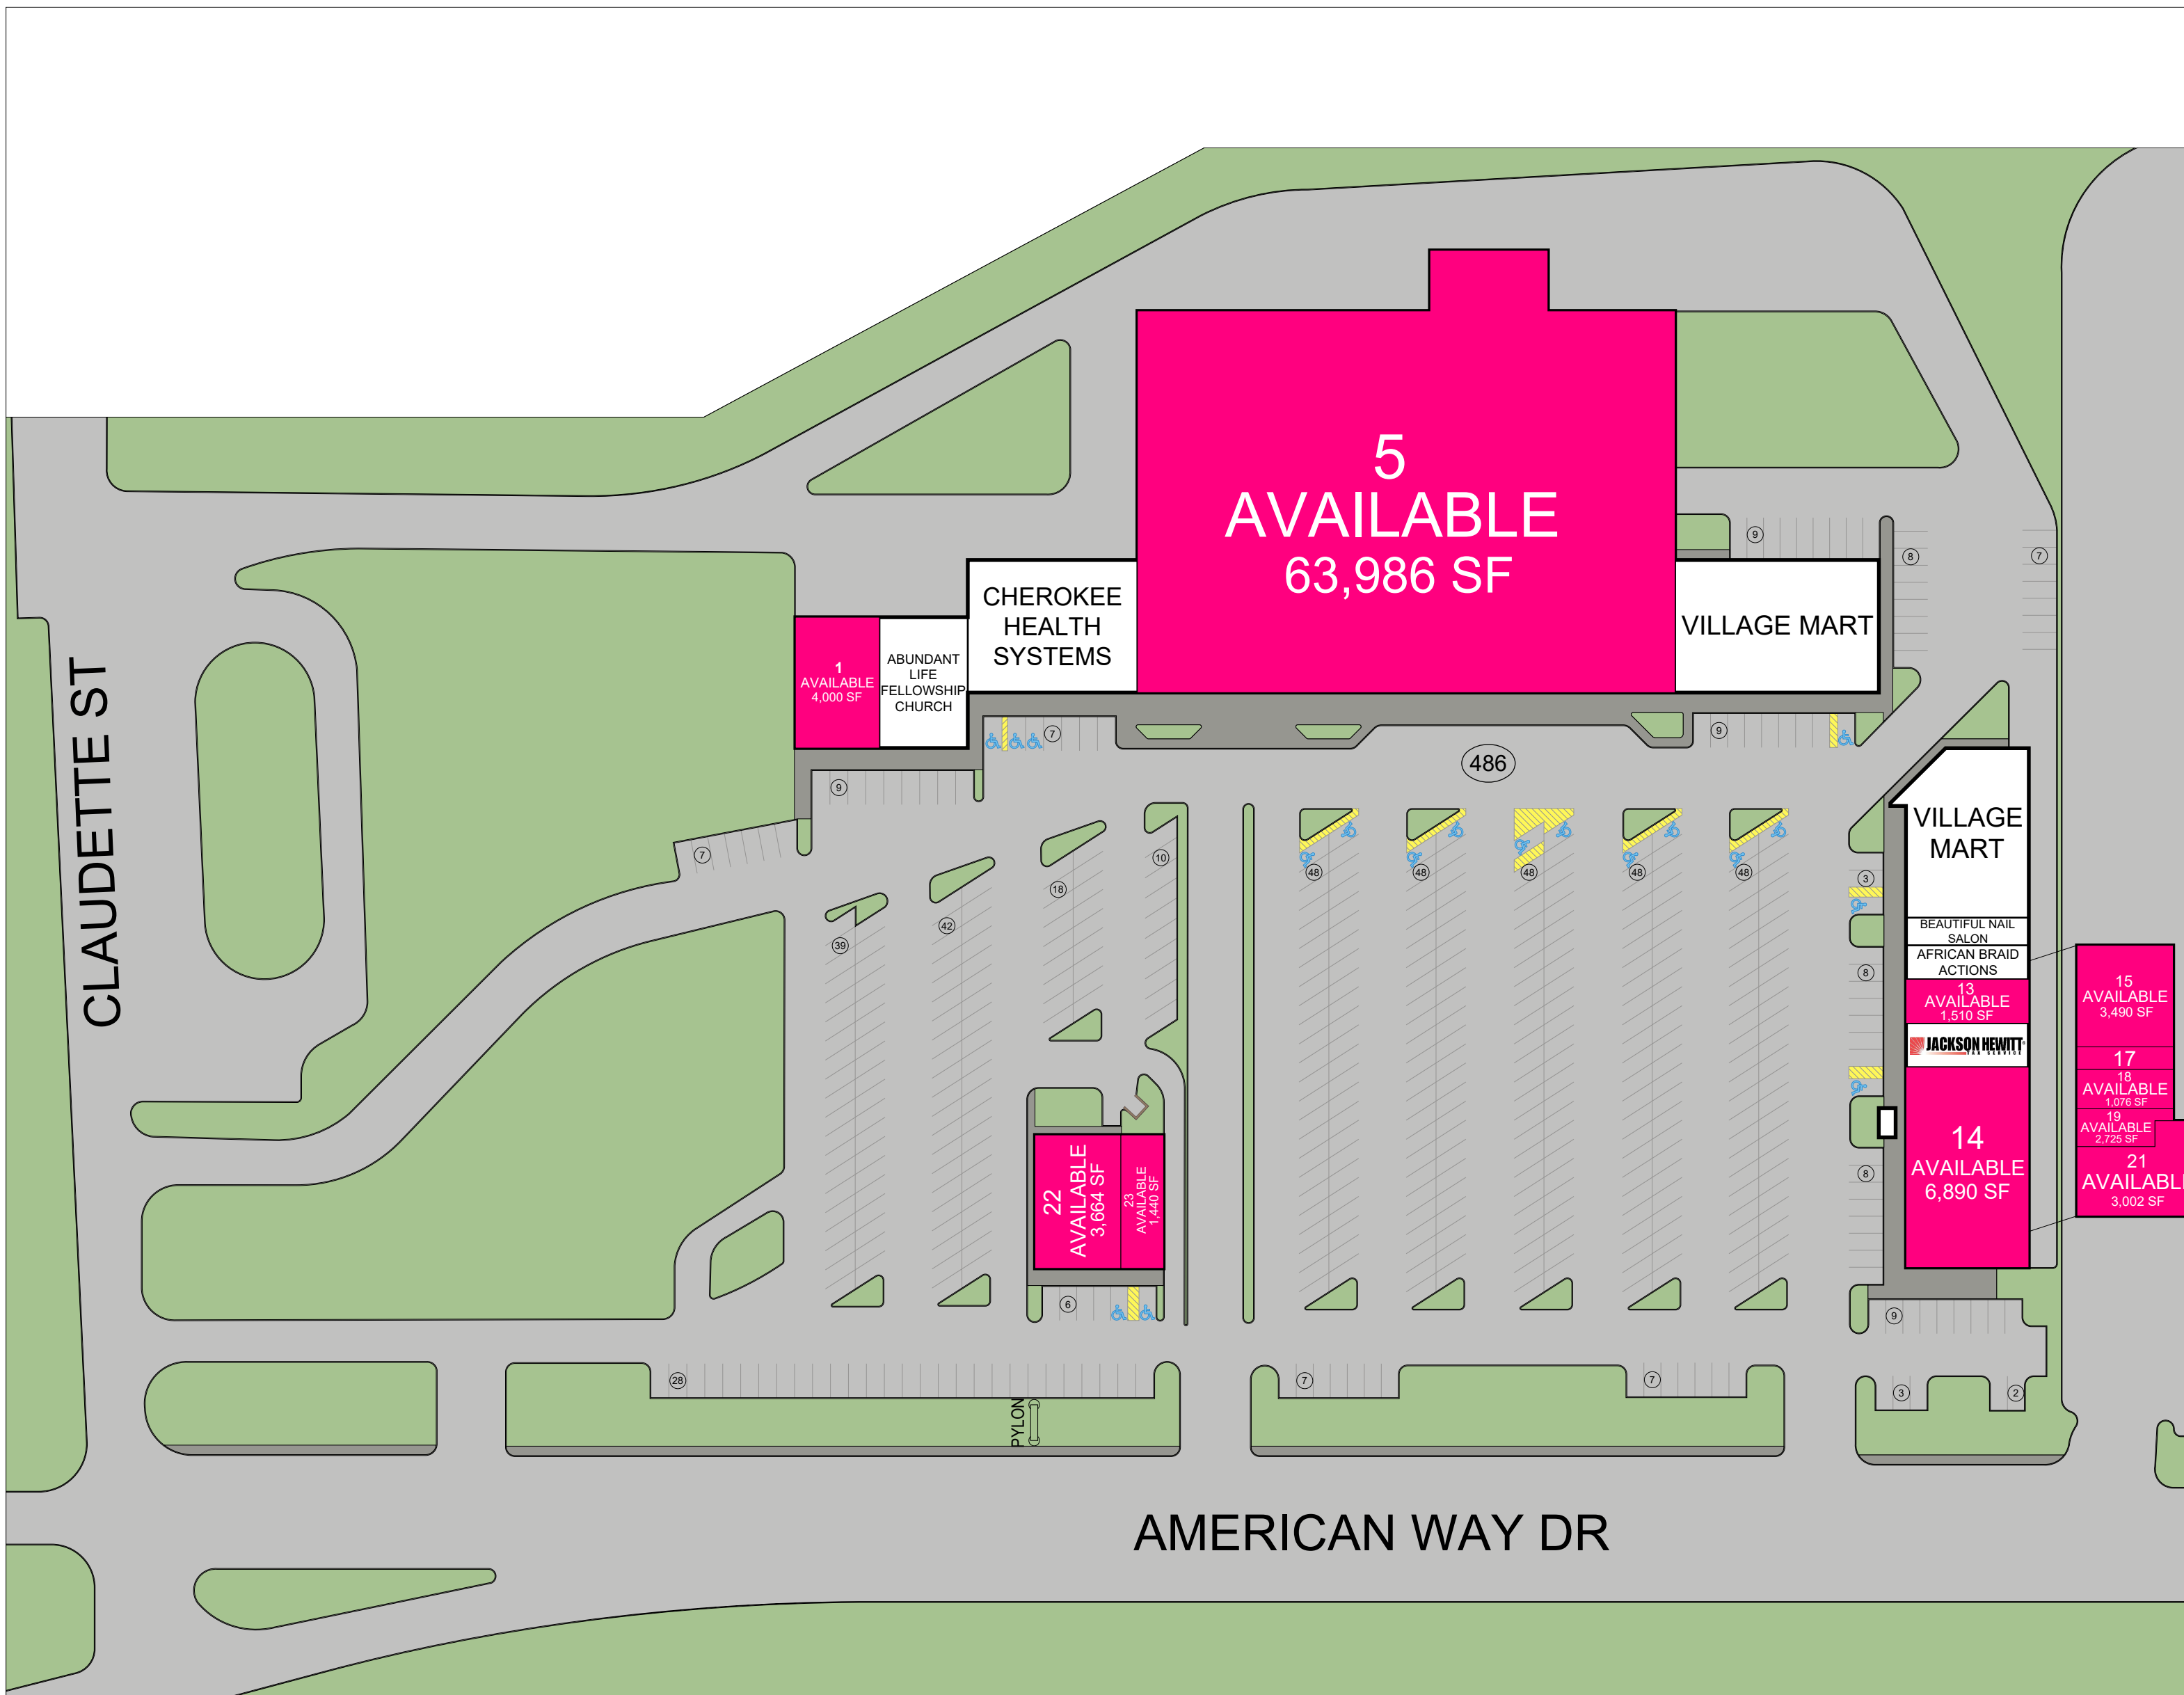 5
AVAILABLE
63,986 SF
9
8
7
CHEROKEE
HEALTH
SYSTEMS
VILLAGE MART
1
AVAILABLE
4,000 SF
ABUNDANT
LIFE
FELLOWSHIP
CHURCH
CLAUDETTE ST
7
9
486
9
7
39
42
18
10
48
48
48
48
48
VILLAGE
MART
3
BEAUTIFUL NAIL
SALON
AFRICAN BRAID
ACTIONS
8
13
AVAILABLE
1,510 SF
JACKSON HEWITT
TAX SERVICE
14
AVAILABLE
6,890 SF
8
15
AVAILABLE
3,490 SF
17
18
AVAILABLE
1,076 SF
19
AVAILABLE
2,725 SF
21
AVAILABL
3,002 SF
22
AVAILABLE
3,664 SF
23
AVAILABLE
1,440 SF
6
9
28
7
7
3
2
PYLON
AMERICAN WAY DR